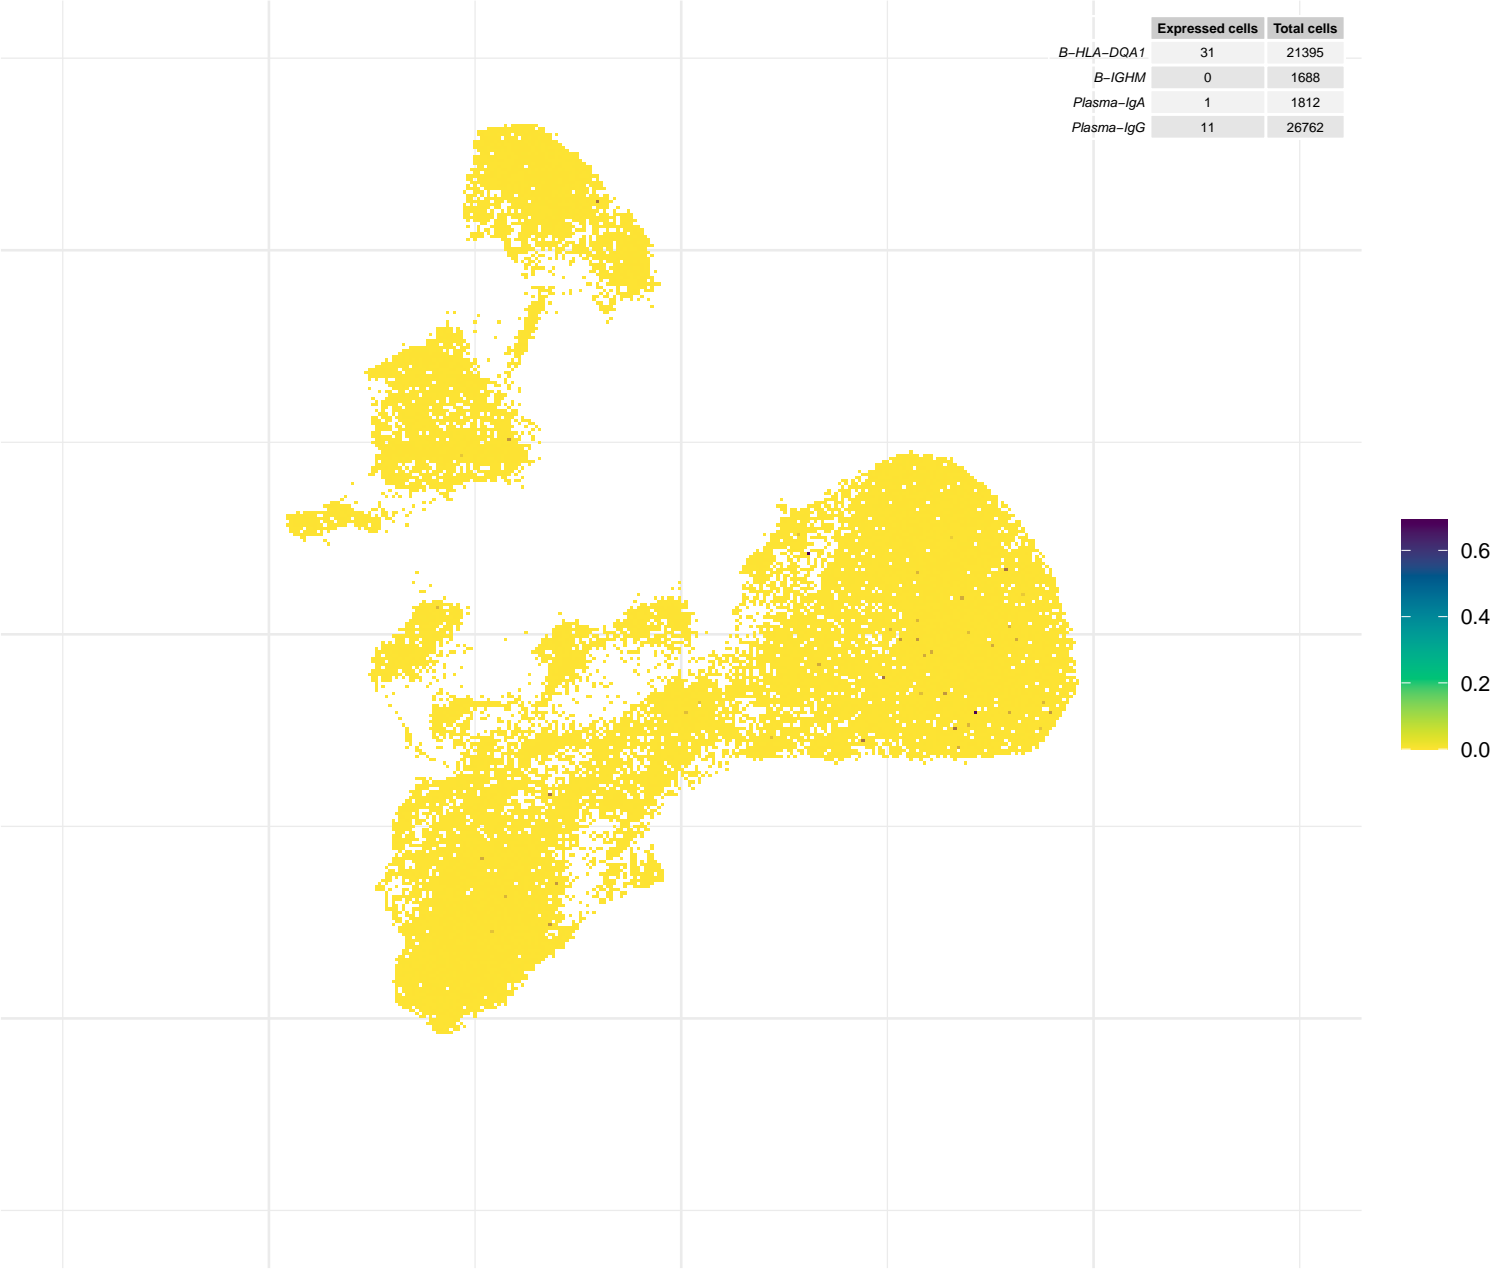 Expressed cells Total cells
B−HLA−DQA1 31 21395
B−IGHM 0 1688
Plasma−IgA 1 1812
Plasma−IgG 11 26762
0.6
0.4
0.2
0.0